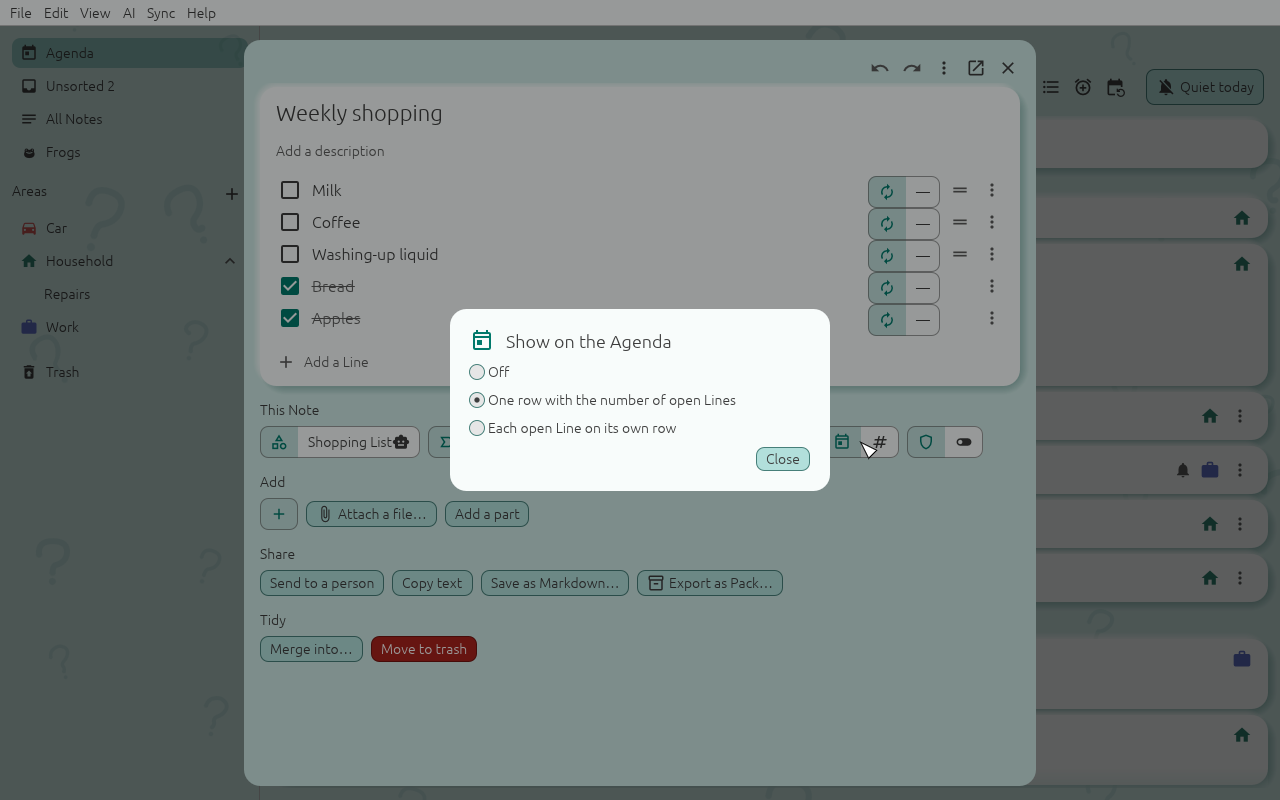 File Edit View AI Sync Help
Agenda
Unsorted 2
All Notes
Frogs
Areas
Car
Household
Repairs
Work
Trash
Quiet today
Weekly shopping
Add a description
Milk
Coffee
Washing-up liquid
Bread
Apples
Add a Line
Show on the Agenda
Off
One row with the number of open Lines
Each open Line on its own row
Close
This Note
Shopping List
Add
Attach a file...
Add a part
Share
Send to a person
Copy text
Save as Markdown...
Export as Pack...
Tidy
Merge into...
Move to trash